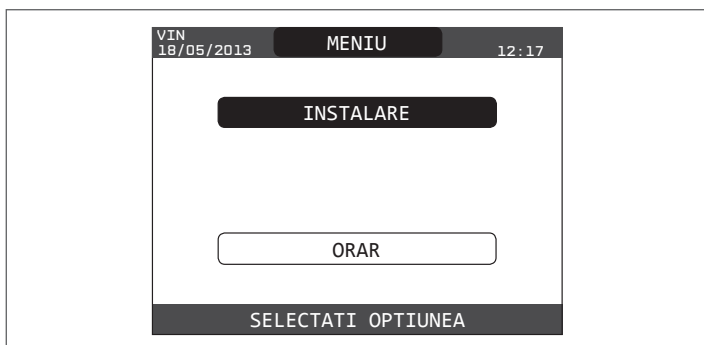 VIN
18/05/2013
MENIU
12:17
INSTALARE
ORAR
SELECTATI OPTIUNEA